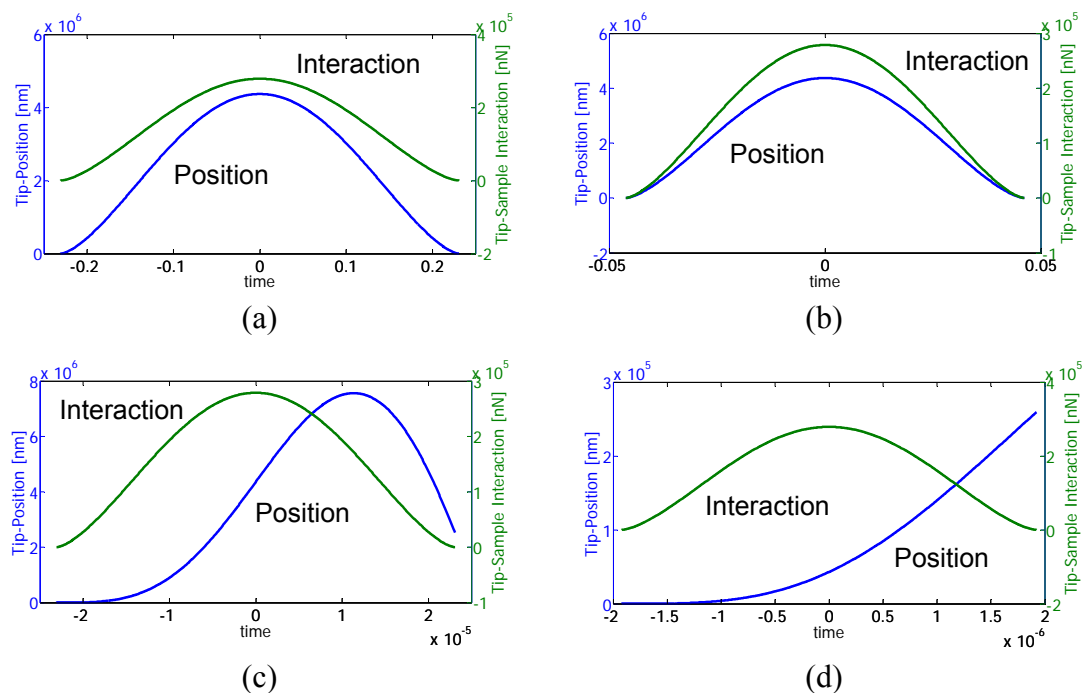 x 10^6
x 10^5
6
4
2
0
Tip-Position [nm]
4
2
0
-2
Tip-Sample Interaction [nN]
Interaction
Position
-0.2
-0.1
0
0.1
0.2
time
(a)
x 10^6
x 10^5
6
4
2
0
-2
Tip-Position [nm]
3
2
1
0
-1
Tip-Sample Interaction [nN]
Interaction
Position
-0.05
0
0.05
time
(b)
x 10^6
x 10^5
8
6
4
2
0
Tip-Position [nm]
3
2
1
0
-1
Tip-Sample Interaction [nN]
Interaction
Position
-2
-1
0
1
2
time
x 10^-5
(c)
x 10^5
x 10^5
3
2
1
0
Tip-Position [nm]
4
2
0
-2
Tip-Sample Interaction [nN]
Interaction
Position
-2
-1.5
-1
-0.5
0
0.5
1
1.5
2
time
x 10^-6
(d)